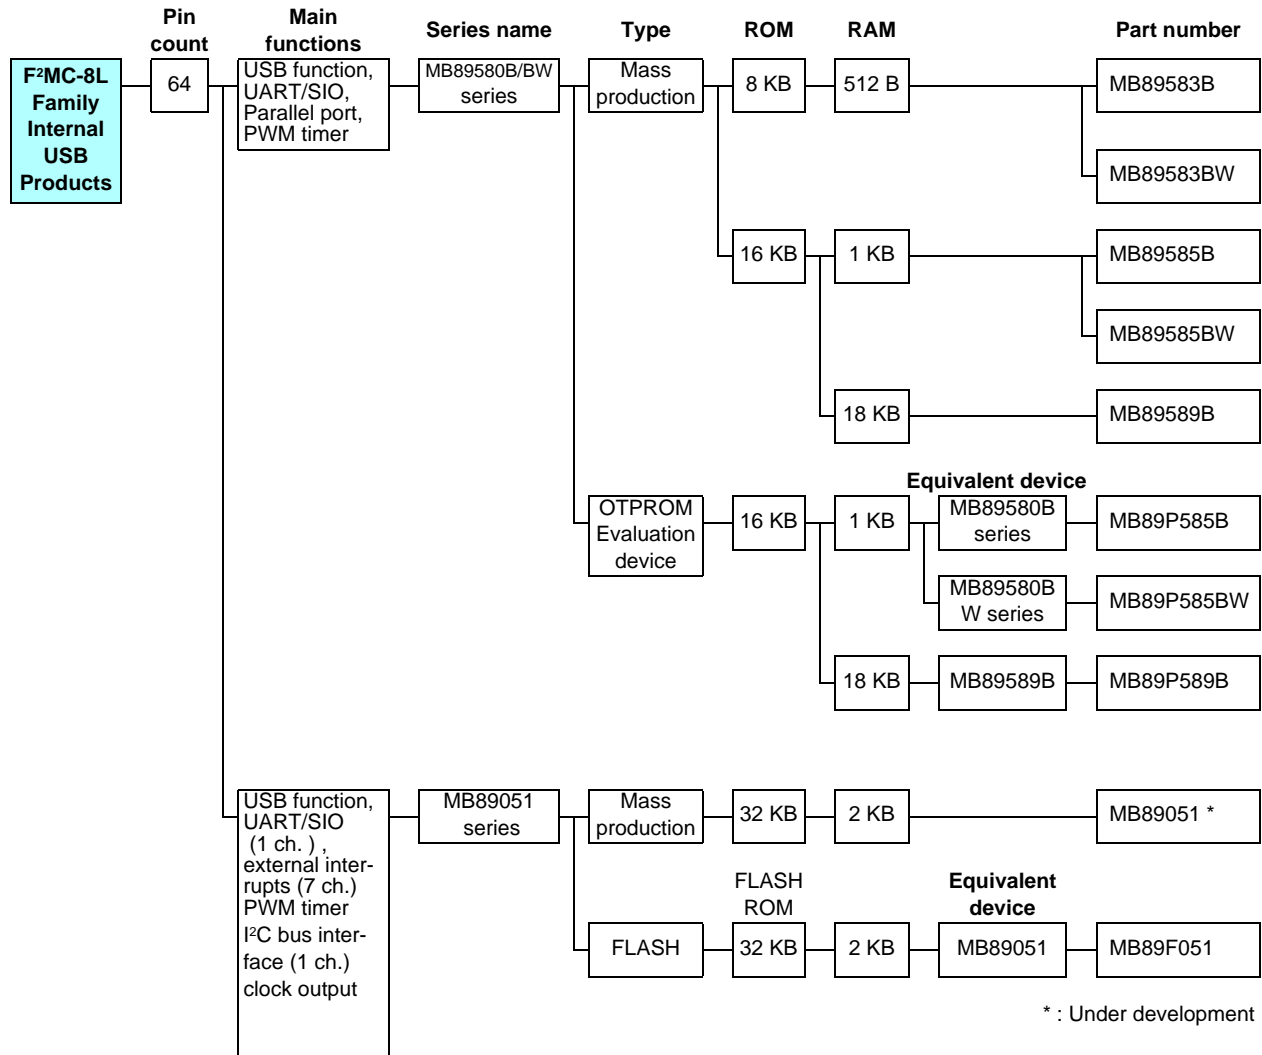 Pin count
Main functions
Series name
Type
ROM
RAM
Part number
F²MC-8L
Family
Internal
USB
Products
64
USB function,
UART/SIO,
Parallel port,
PWM timer
MB89580B/BW
series
Mass
production
8 KB
512 B
MB89583B
MB89583BW
16 KB
1 KB
MB89585B
MB89585BW
18 KB
MB89589B
Equivalent device
OTPROM
Evaluation
device
16 KB
1 KB
MB89580B
series
MB89P585B
MB89580B
W series
MB89P585BW
18 KB
MB89589B
MB89P589B
USB function,
UART/SIO
(1 ch. ) ,
external inter-
rupts (7 ch.)
PWM timer
I²C bus inter-
face (1 ch.)
clock output
MB89051
series
Mass
production
32 KB
2 KB
MB89051 *
FLASH
ROM
Equivalent
device
FLASH
32 KB
2 KB
MB89051
MB89F051
* : Under development